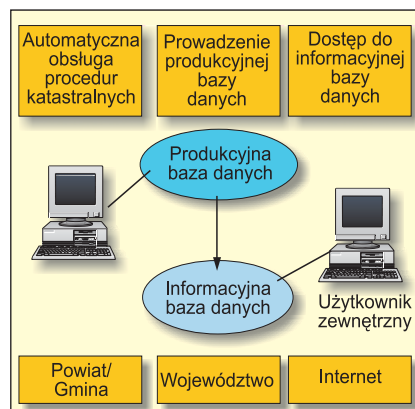 Automatyczna
obsługa
procedur
katastralnych
Prowadzenie
produkcyjnej
bazy
danych
Dostęp do
informacyjnej
bazy
danych
Produkcyjna
baza danych
Informacyjna
baza danych
Użytkownik
zewnętrzny
Powiat/
Gmina
Województwo
Internet